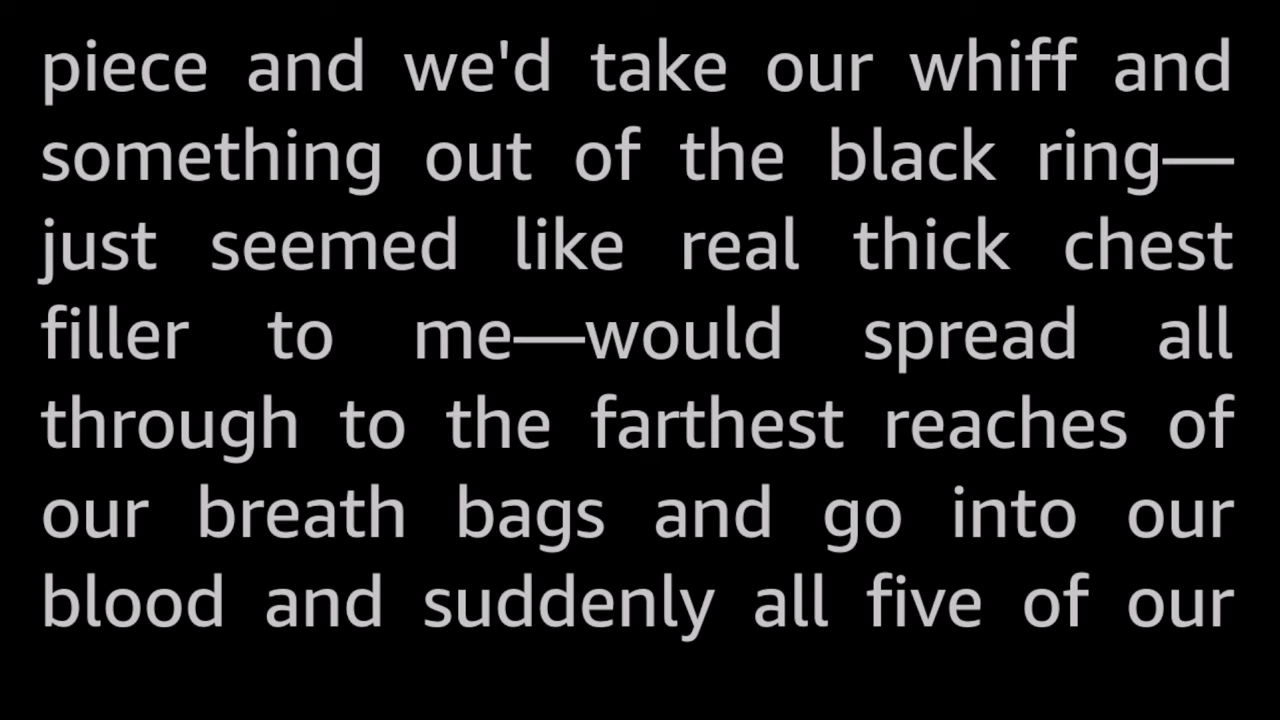 piece and we'd take our whiff and
something out of the black ring—
just seemed like real thick chest
filler to me—would spread all
through to the farthest reaches of
our breath bags and go into our
blood and suddenly all five of our